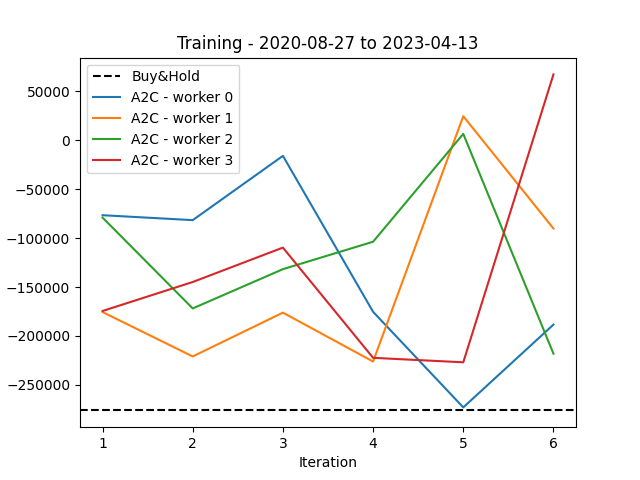 Training - 2020-08-27 to 2023-04-13
Buy&Hold
A2C - worker 0
A2C - worker 1
A2C - worker 2
A2C - worker 3
50000
0
−50000
−100000
−150000
−200000
−250000
1 2 3 4 5 6
Iteration